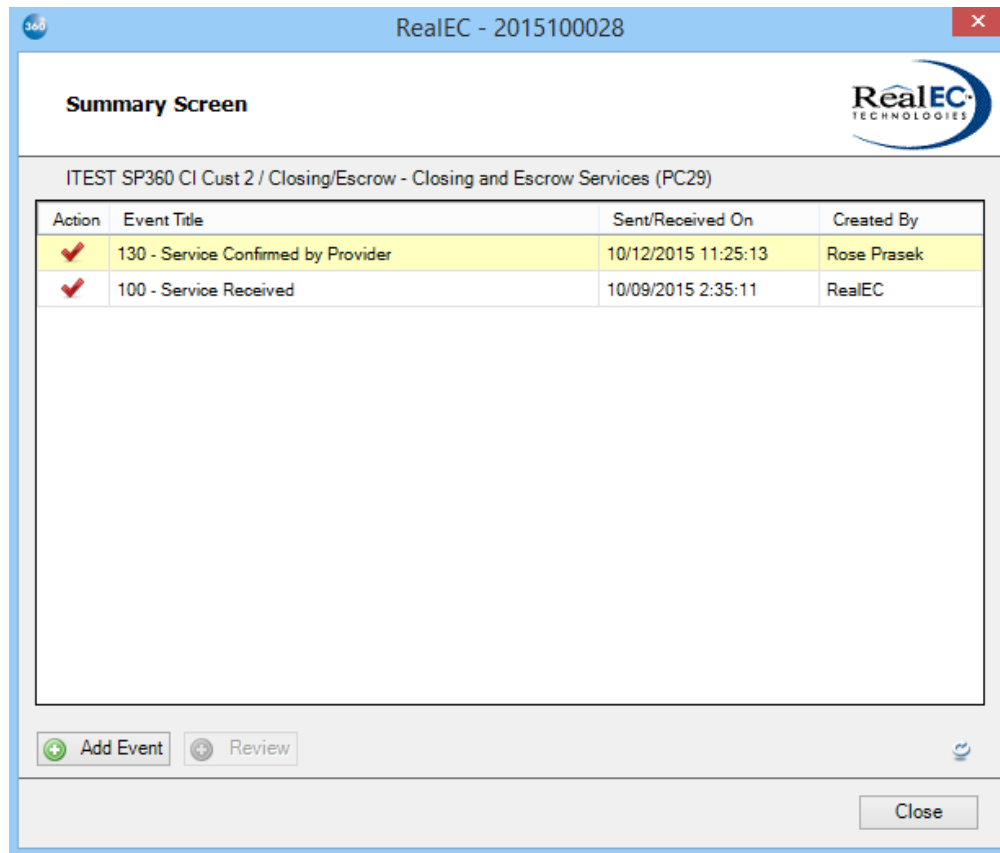 360
RealEC - 2015100028
Summary Screen
RealEC
TECHNOLOGIES
ITEST SP360 CI Cust 2 / Closing/Escrow - Closing and Escrow Services (PC29)
Action Event Title Sent/Received On Created By
130 - Service Confirmed by Provider 10/12/2015 11:25:13 Rose Prasek
100 - Service Received 10/09/2015 2:35:11 RealEC
Add Event Review
Close